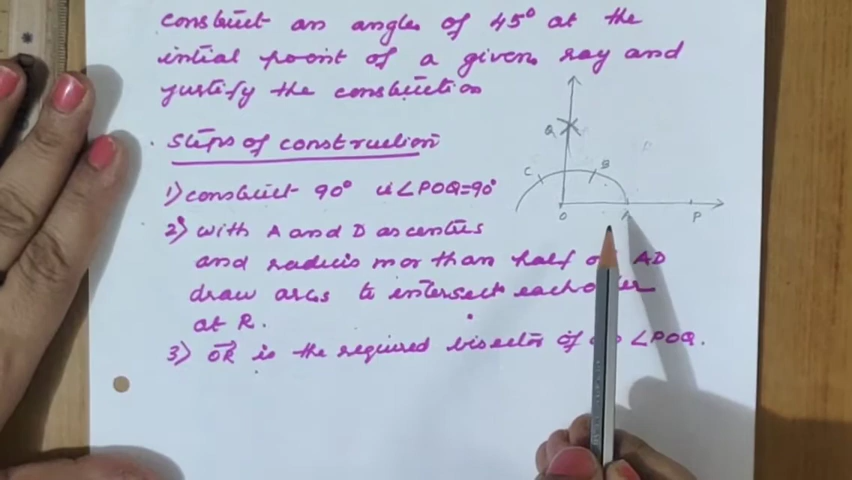 construct an angle of 45° at the
initial point of a given ray and
justify the construction
Steps of construction
1) construct 90° ∠POQ=90°
2) with A and D as centres
and radius mor than half of AD
draw arcs to intersect each other
at R.
3) OR is the required bisector of ∠POQ.
Q
C
B
O
A
P